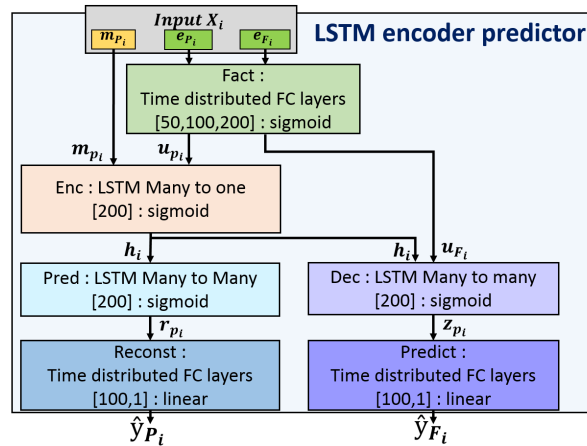 Input X_i
LSTM encoder predictor
m_{P_i} e_{P_i} e_{F_i}
Fact :
Time distributed FC layers
[50,100,200] : sigmoid
m_{p_i} u_{p_i}
Enc : LSTM Many to one
[200] : sigmoid
h_i h_i u_{F_i}
Pred : LSTM Many to Many
[200] : sigmoid
Dec : LSTM Many to many
[200] : sigmoid
r_{p_i} z_{p_i}
Reconst :
Time distributed FC layers
[100,1] : linear
Predict :
Time distributed FC layers
[100,1] : linear
ŷ_{P_i} ŷ_{F_i}